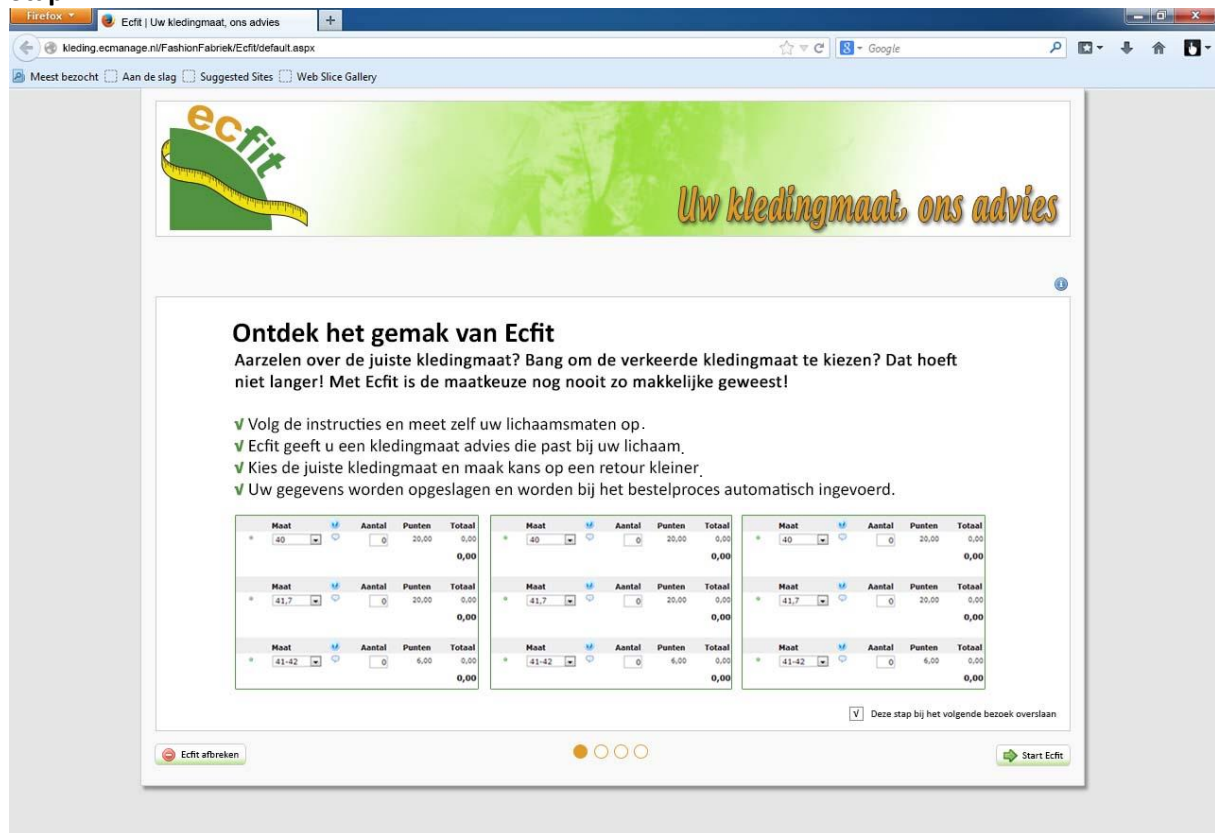 Firefox
Ecfit | Uw kledingmaat, ons advies
+
kleding.ecmanage.nl/FashionFabriek/Ecfit/default.aspx
8 Google
Meest bezocht Aan de slag Suggested Sites Web Slice Gallery
ecfit
Uw kledingmaat, ons advies
Ontdek het gemak van Ecfit
Aarzelen over de juiste kledingmaat? Bang om de verkeerde kledingmaat te kiezen? Dat hoeft
niet langer! Met Ecfit is de maatkeuze nog nooit zo makkelijke geweest!
√ Volg de instructies en meet zelf uw lichaamsmaten op.
√ Ecfit geeft u een kledingmaat advies die past bij uw lichaam.
√ Kies de juiste kledingmaat en maak kans op een retour kleiner.
√ Uw gegevens worden opgeslagen en worden bij het bestelproces automatisch ingevoerd.
Maat Aantal Punten Totaal Maat Aantal Punten Totaal Maat Aantal Punten Totaal
40 0 20,00 0,00 40 0 20,00 0,00 40 0 20,00 0,00
0,00 0,00 0,00
Maat Aantal Punten Totaal Maat Aantal Punten Totaal Maat Aantal Punten Totaal
41,7 0 20,00 0,00 41,7 0 20,00 0,00 41,7 0 20,00 0,00
0,00 0,00 0,00
Maat Aantal Punten Totaal Maat Aantal Punten Totaal Maat Aantal Punten Totaal
41-42 0 6,00 0,00 41-42 0 6,00 0,00 41-42 0 6,00 0,00
0,00 0,00 0,00
√ Deze stap bij het volgende bezoek overslaan
Ecfit afbreken
Start Ecfit